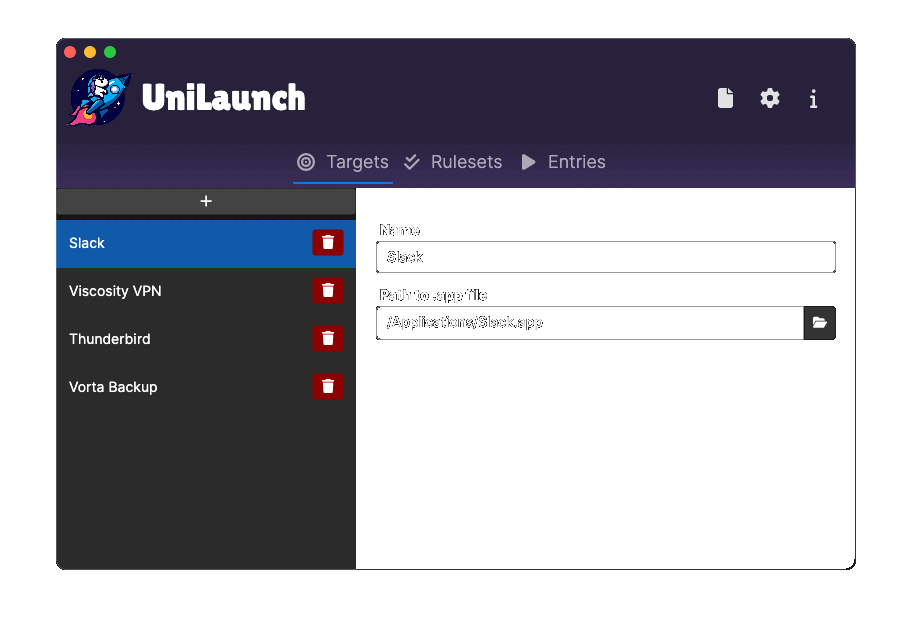 UniLaunch
Targets Rulesets Entries
+
Slack
Viscosity VPN
Thunderbird
Vorta Backup
Name
Slack
Path to .app file
/Applications/Slack.app